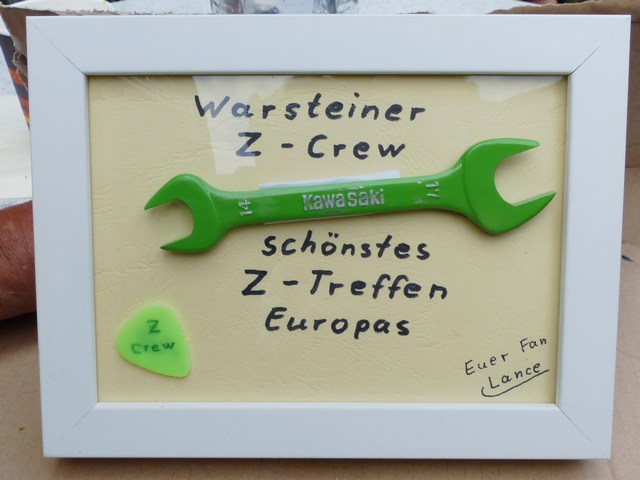 Warsteiner
Z - Crew
14 Kawasaki 17
schönstes
Z - Treffen
Europas
Z
Crew
Euer Fan
Lance